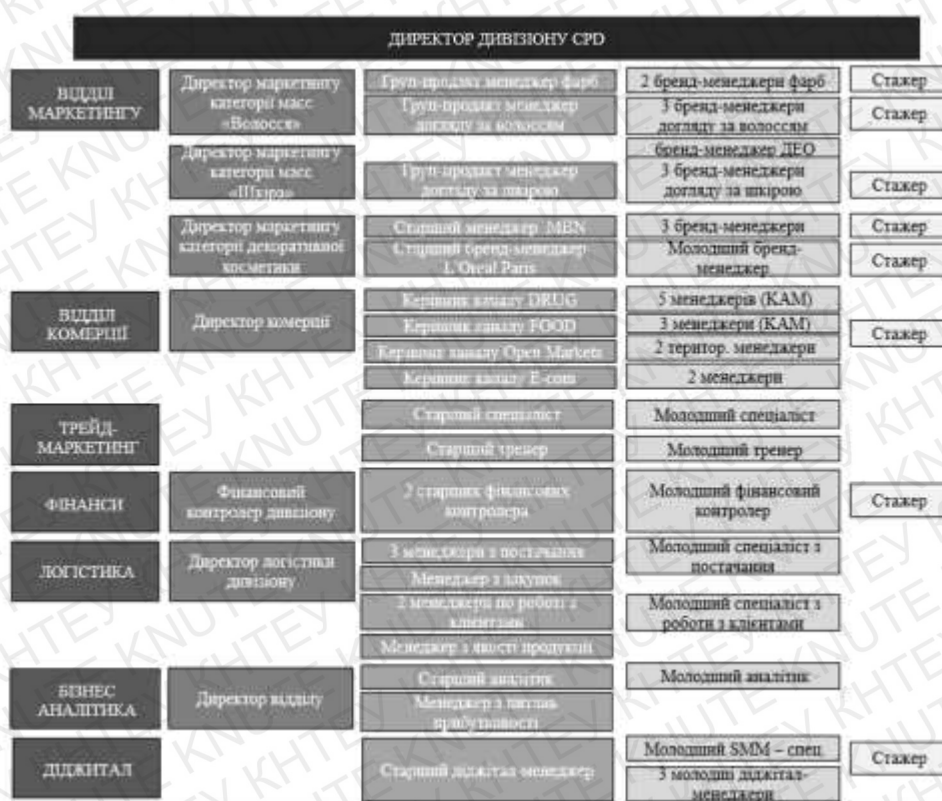 ДИРЕКТОР ДИВІЗІОНУ CPD
ВІДДІЛ
МАРКЕТИНГУ
Директор маркетингу
категорії масс
«Волосся»
Груп-продакт менеджер фарб
2 бренд-менеджери фарб
Стажер
Груп-продакт менеджер
догляду за волоссям
3 бренд-менеджери
догляду за волоссям
Стажер
Директор маркетингу
категорії масс
«Шкіра»
Груп-продакт менеджер
догляду за шкірою
бренд-менеджер ДЕО
3 бренд-менеджери
догляду за шкірою
Стажер
Директор маркетингу
категорії декоративної
косметики
Старший менеджер MBN
3 бренд-менеджери
Стажер
Старший бренд-менеджер
L'Oreal Paris
Молодший бренд-
менеджер
Стажер
ВІДДІЛ
КОМЕРЦІЇ
Директор комерції
Керівник каналу DRUG
5 менеджерів (KAM)
Керівник каналу FOOD
3 менеджери (KAM)
Стажер
Керівник каналу Open Markets
2 територ. менеджери
Керівник каналу E-com
2 менеджери
ТРЕЙД-
МАРКЕТИНГ
Старший спеціаліст
Молодший спеціаліст
Старший тренер
Молодший тренер
ФІНАНСИ
Фінансовий
контролер дивізіону
2 старших фінансових
контролера
Молодший фінансовий
контролер
Стажер
ЛОГІСТИКА
Директор логістики
дивізіону
3 менеджери з постачання
Молодший спеціаліст з
постачання
Менеджер з закупок
2 менеджери по роботі з
клієнтами
Молодший спеціаліст з
роботи з клієнтами
Менеджер з якості продукції
БІЗНЕС
АНАЛІТИКА
Директор відділу
Старший аналітик
Молодший аналітик
Менеджер з питань
прибутковості
ДІДЖИТАЛ
Старший діджітал-менеджер
Молодший SMM – спец
3 молодші діджітал-
менеджери
Стажер